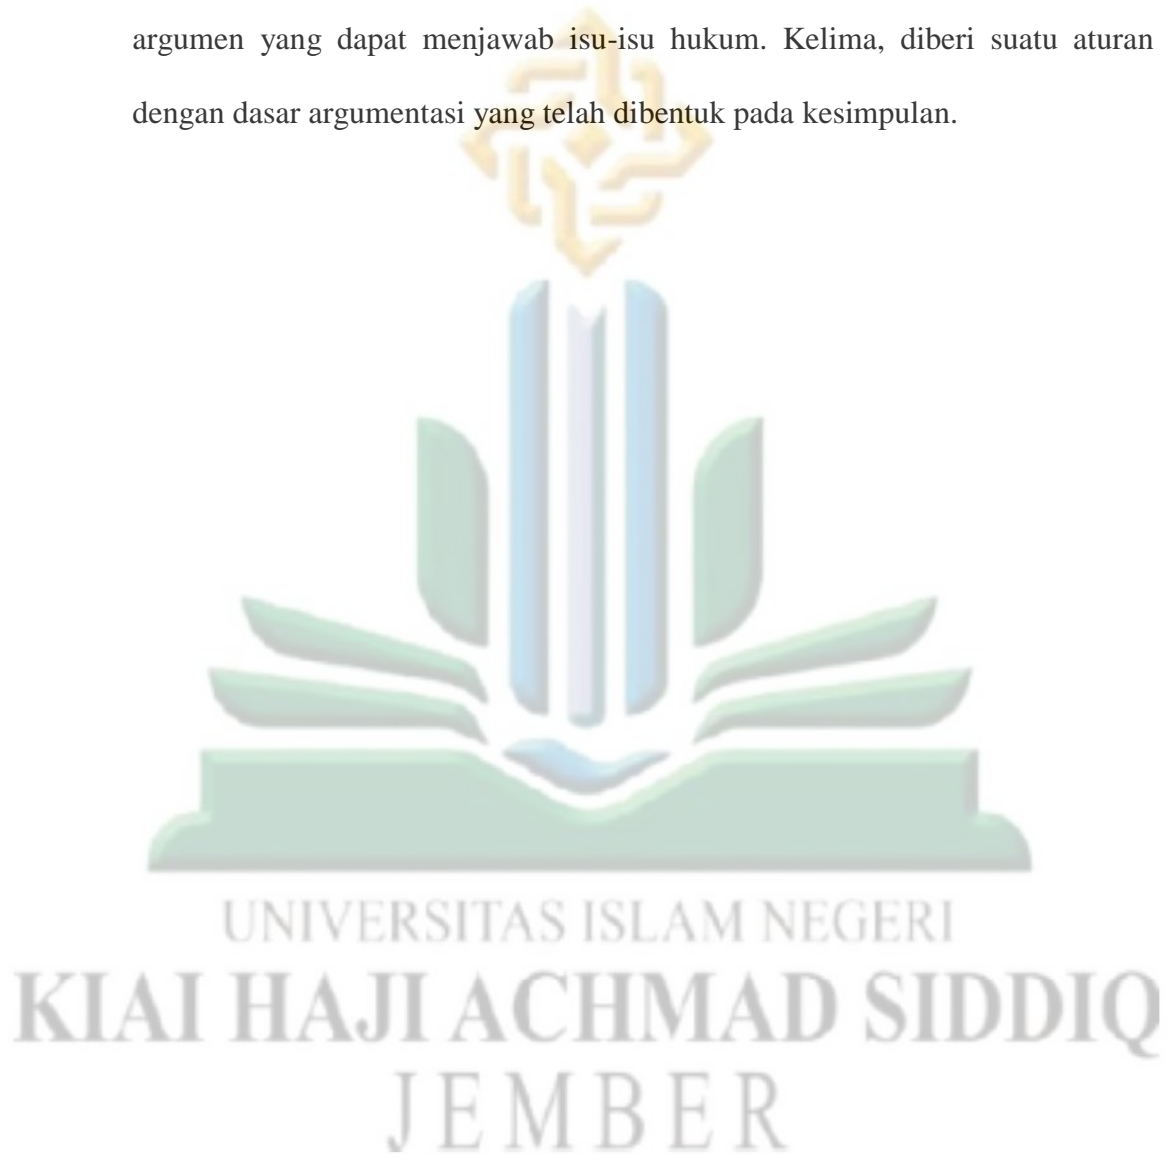 argumen yang dapat menjawab isu-isu hukum. Kelima, diberi suatu aturan
dengan dasar argumentasi yang telah dibentuk pada kesimpulan.
UNIVERSITAS ISLAM NEGERI
KIAI HAJI ACHMAD SIDDIQ
JEMBER